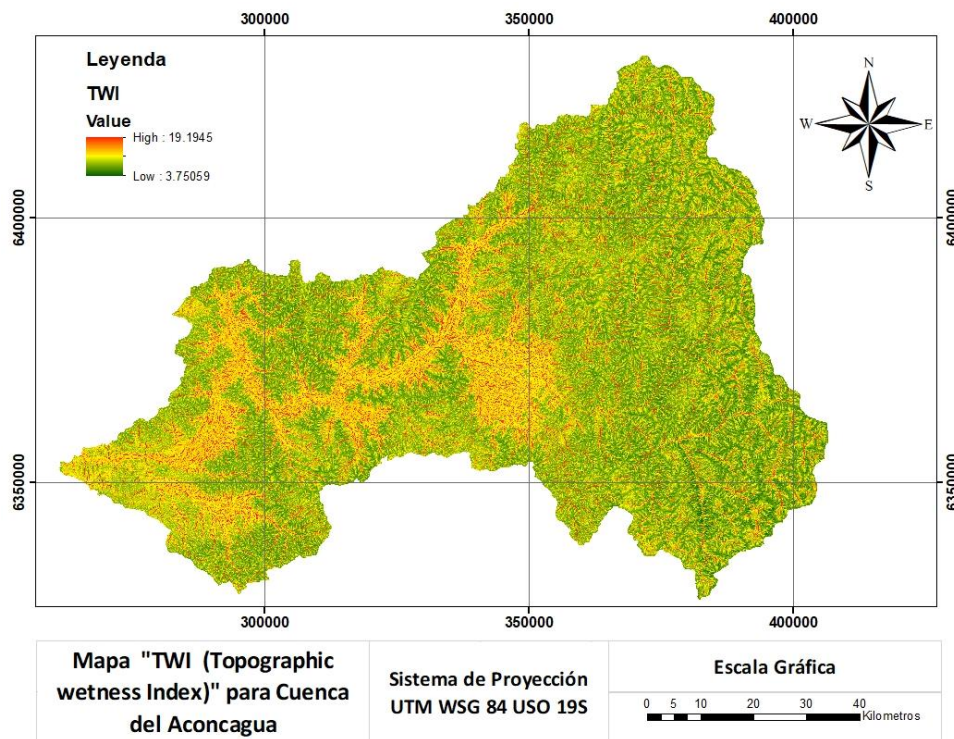 300000 350000 400000
Leyenda
TWI
Value
High : 19.1945
Low : 3.75059
N
W E
S
6400000 6400000
6350000 6350000
300000 350000 400000
Mapa "TWI (Topographic
wetness Index)" para Cuenca
del Aconcagua
Sistema de Proyección
UTM WSG 84 USO 19S
Escala Gráfica
0 5 10 20 30 40
Kilometros